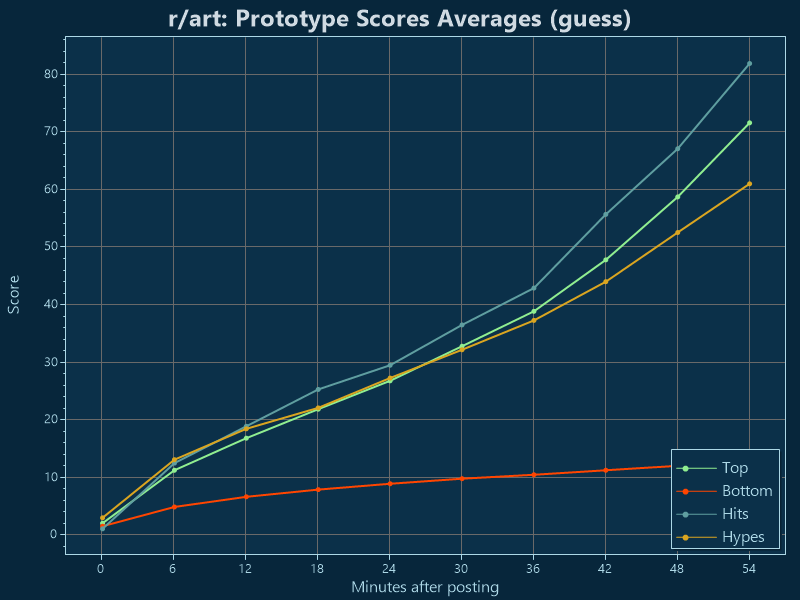 r/art: Prototype Scores Averages (guess)
80
70
60
50
40
30
20
10
0
Score
0 6 12 18 24 30 36 42 48 54
Minutes after posting
Top
Bottom
Hits
Hypes